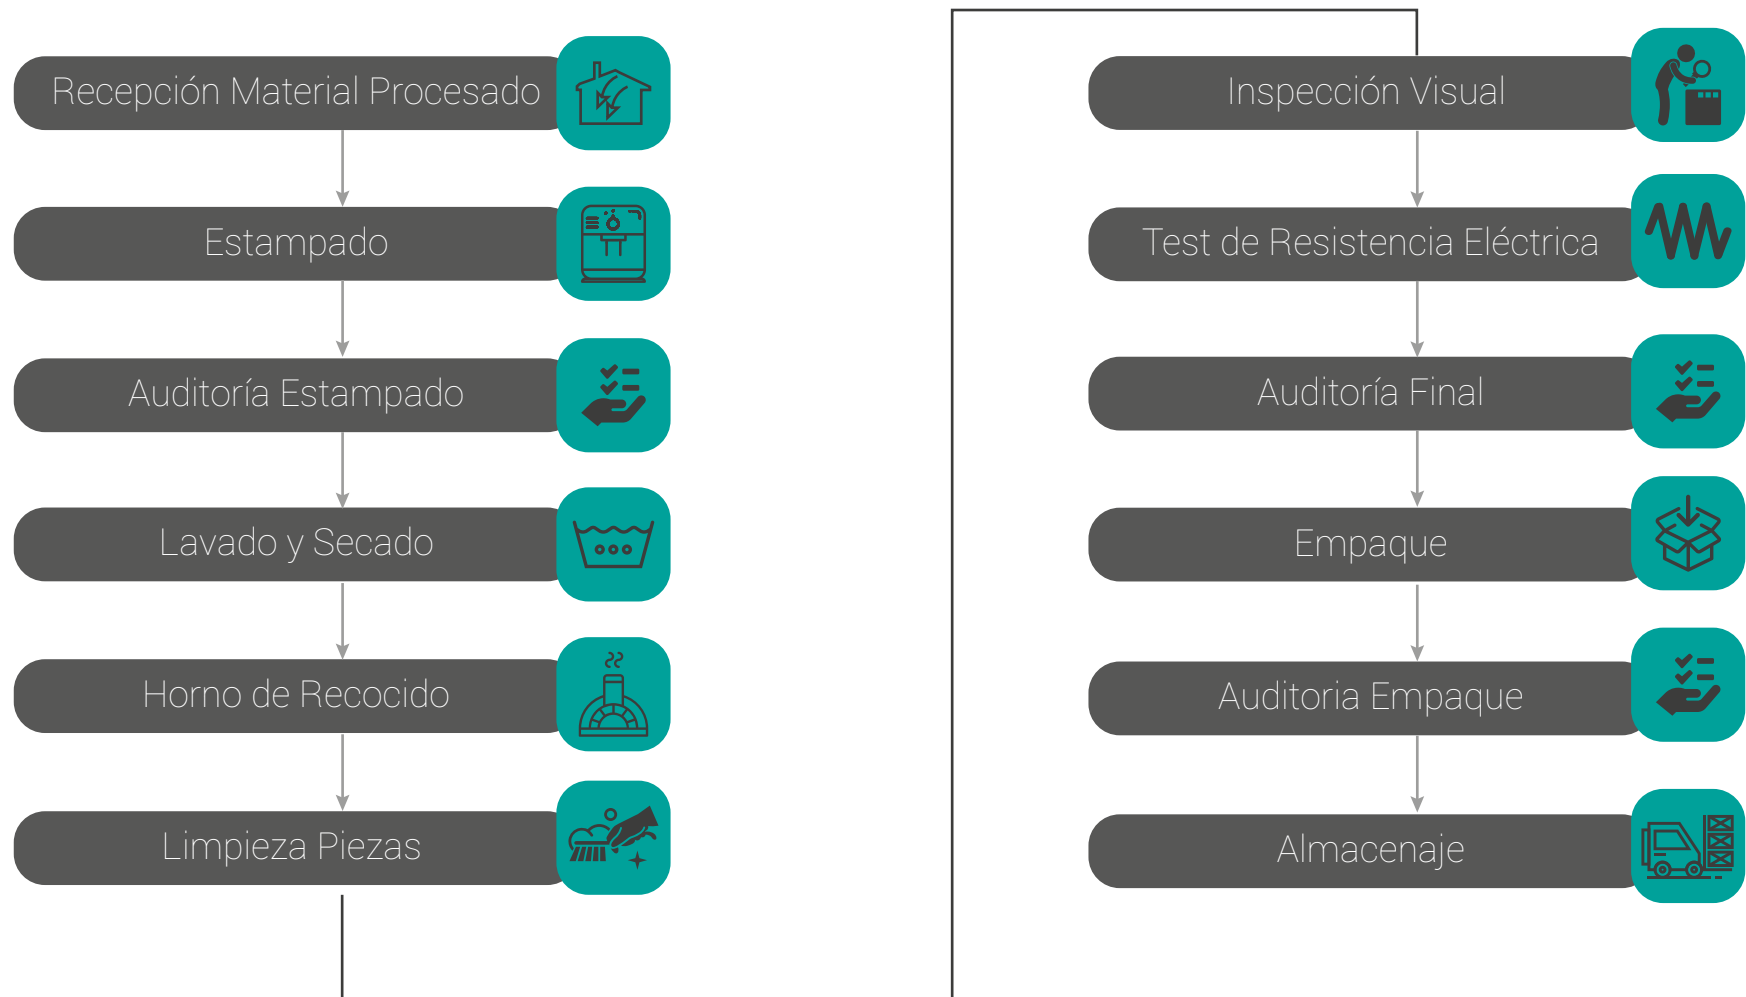 Recepción Material Procesado
Estampado
Auditoría Estampado
Lavado y Secado
Horno de Recocido
Limpieza Piezas
Inspección Visual
Test de Resistencia Eléctrica
Auditoría Final
Empaque
Auditoria Empaque
Almacenaje